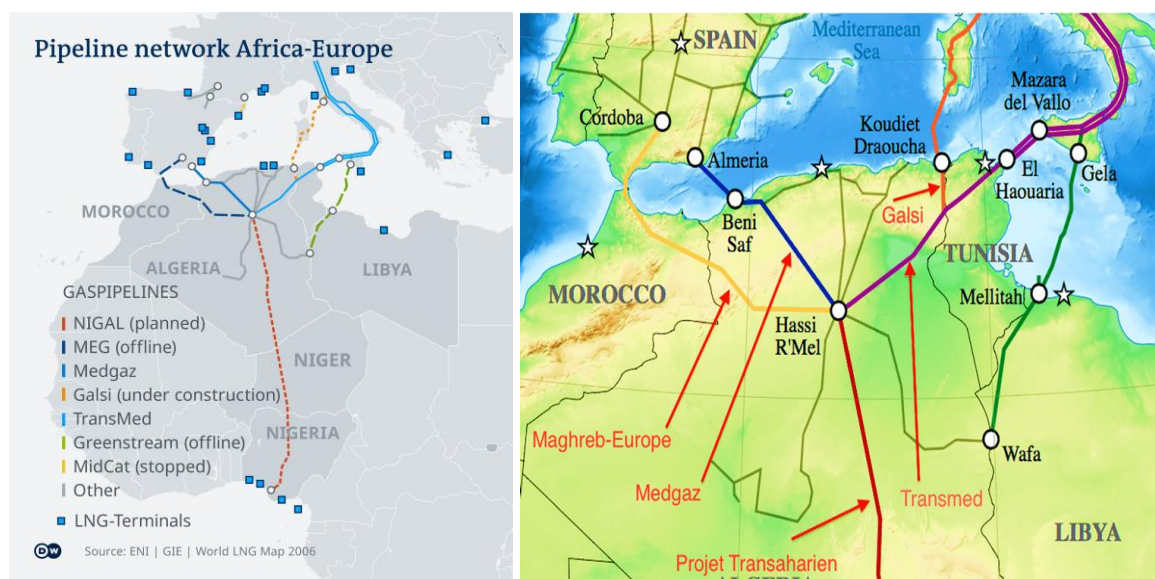 Pipeline network Africa-Europe
MOROCCO
ALGERIA
LIBYA
NIGER
NIGERIA
GASPIPELINES
NIGAL (planned)
MEG (offline)
Medgaz
Galsi (under construction)
TransMed
Greenstream (offline)
MidCat (stopped)
Other
LNG-Terminals
DW
Source: ENI | GIE | World LNG Map 2006
SPAIN
Mediterranean
Sea
Cordoba
Mazara
del Vallo
Koudiet
Draoucha
Almeria
El
Haouaria
Gela
Galsi
Beni
Saf
TUNISIA
MOROCCO
Mellitah
Hassi
R'Mel
Maghreb-Europe
Wafa
Medgaz
Transmed
LIBYA
Projet Transaharien
ALGERIA